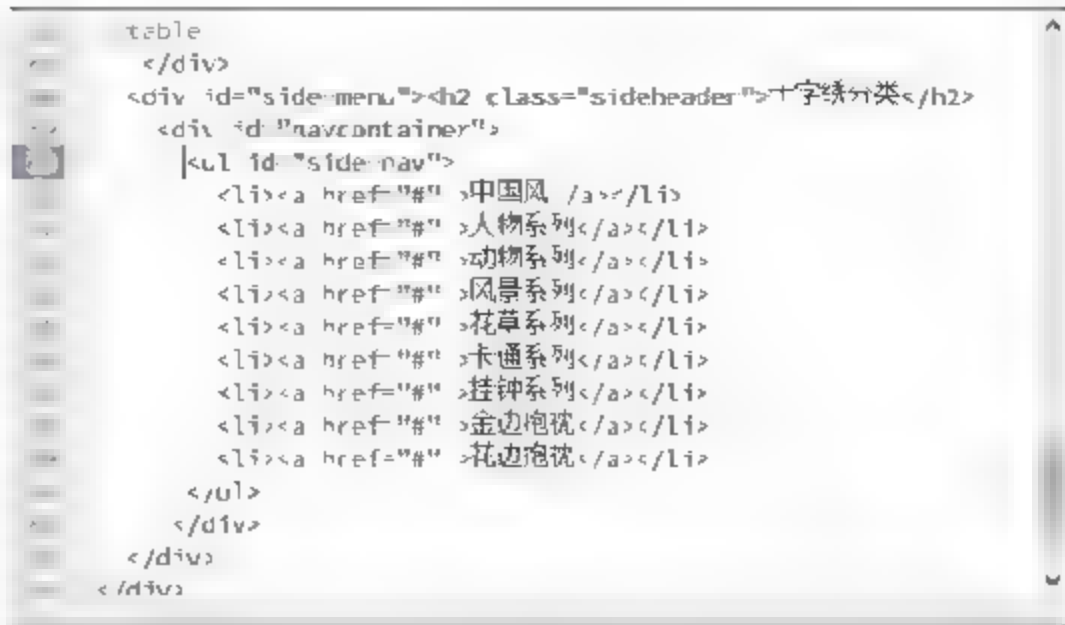 table
</div>
<div id="side-menu"><h2 class="sideheader">十字绣分类</h2>
<div id="navcontainer">
<ul id="side-nav">
<li><a href="#" >中国风 /a></li>
<li><a href="#" >人物系列</a></li>
<li><a href="#" >动物系列</a></li>
<li><a href="#" >风景系列</a></li>
<li><a href="#" >花草系列</a></li>
<li><a href="#" >卡通系列</a></li>
<li><a href="#" >挂钟系列</a></li>
<li><a href="#" >金边抱枕</a></li>
<li><a href="#" >花边抱枕</a></li>
</ul>
</div>
</div>
</div>